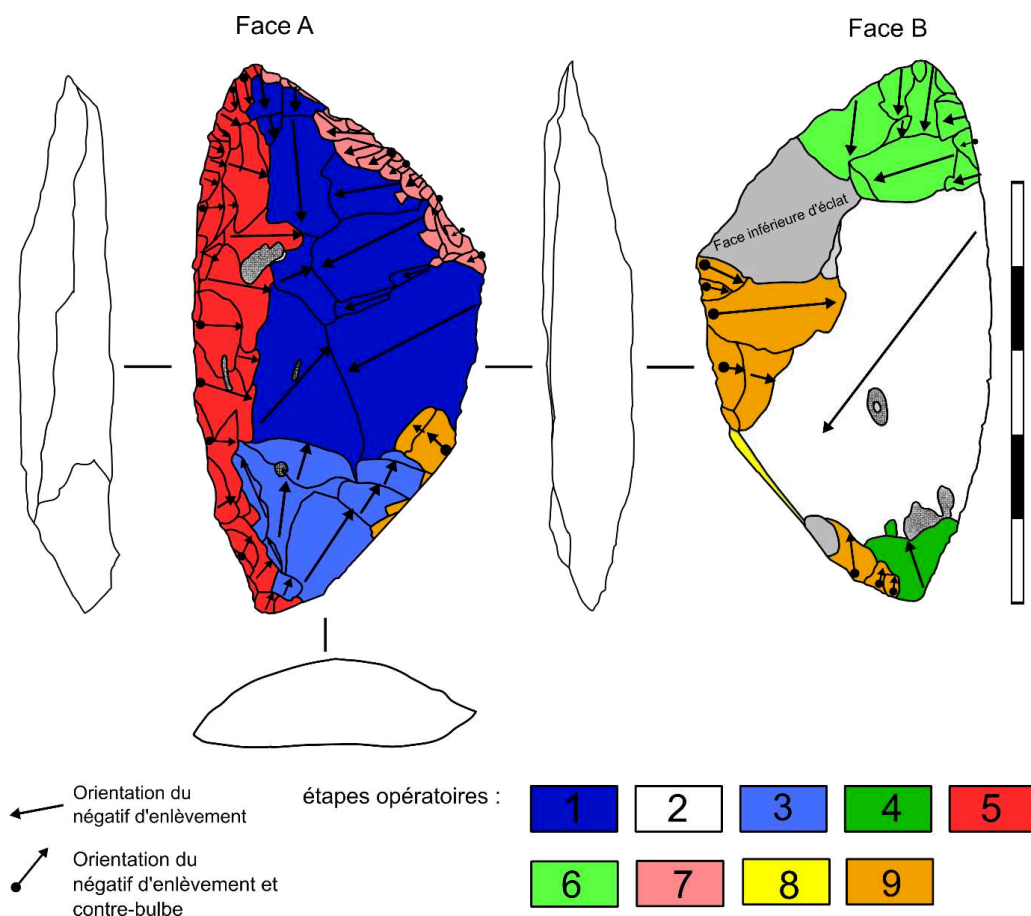 Face A
Face B
Face inférieure d'éclat
Orientation du
négatif d'enlèvement
Orientation du
négatif d'enlèvement et
contre-bulbe
étapes opératoires :
1 2 3 4 5
6 7 8 9